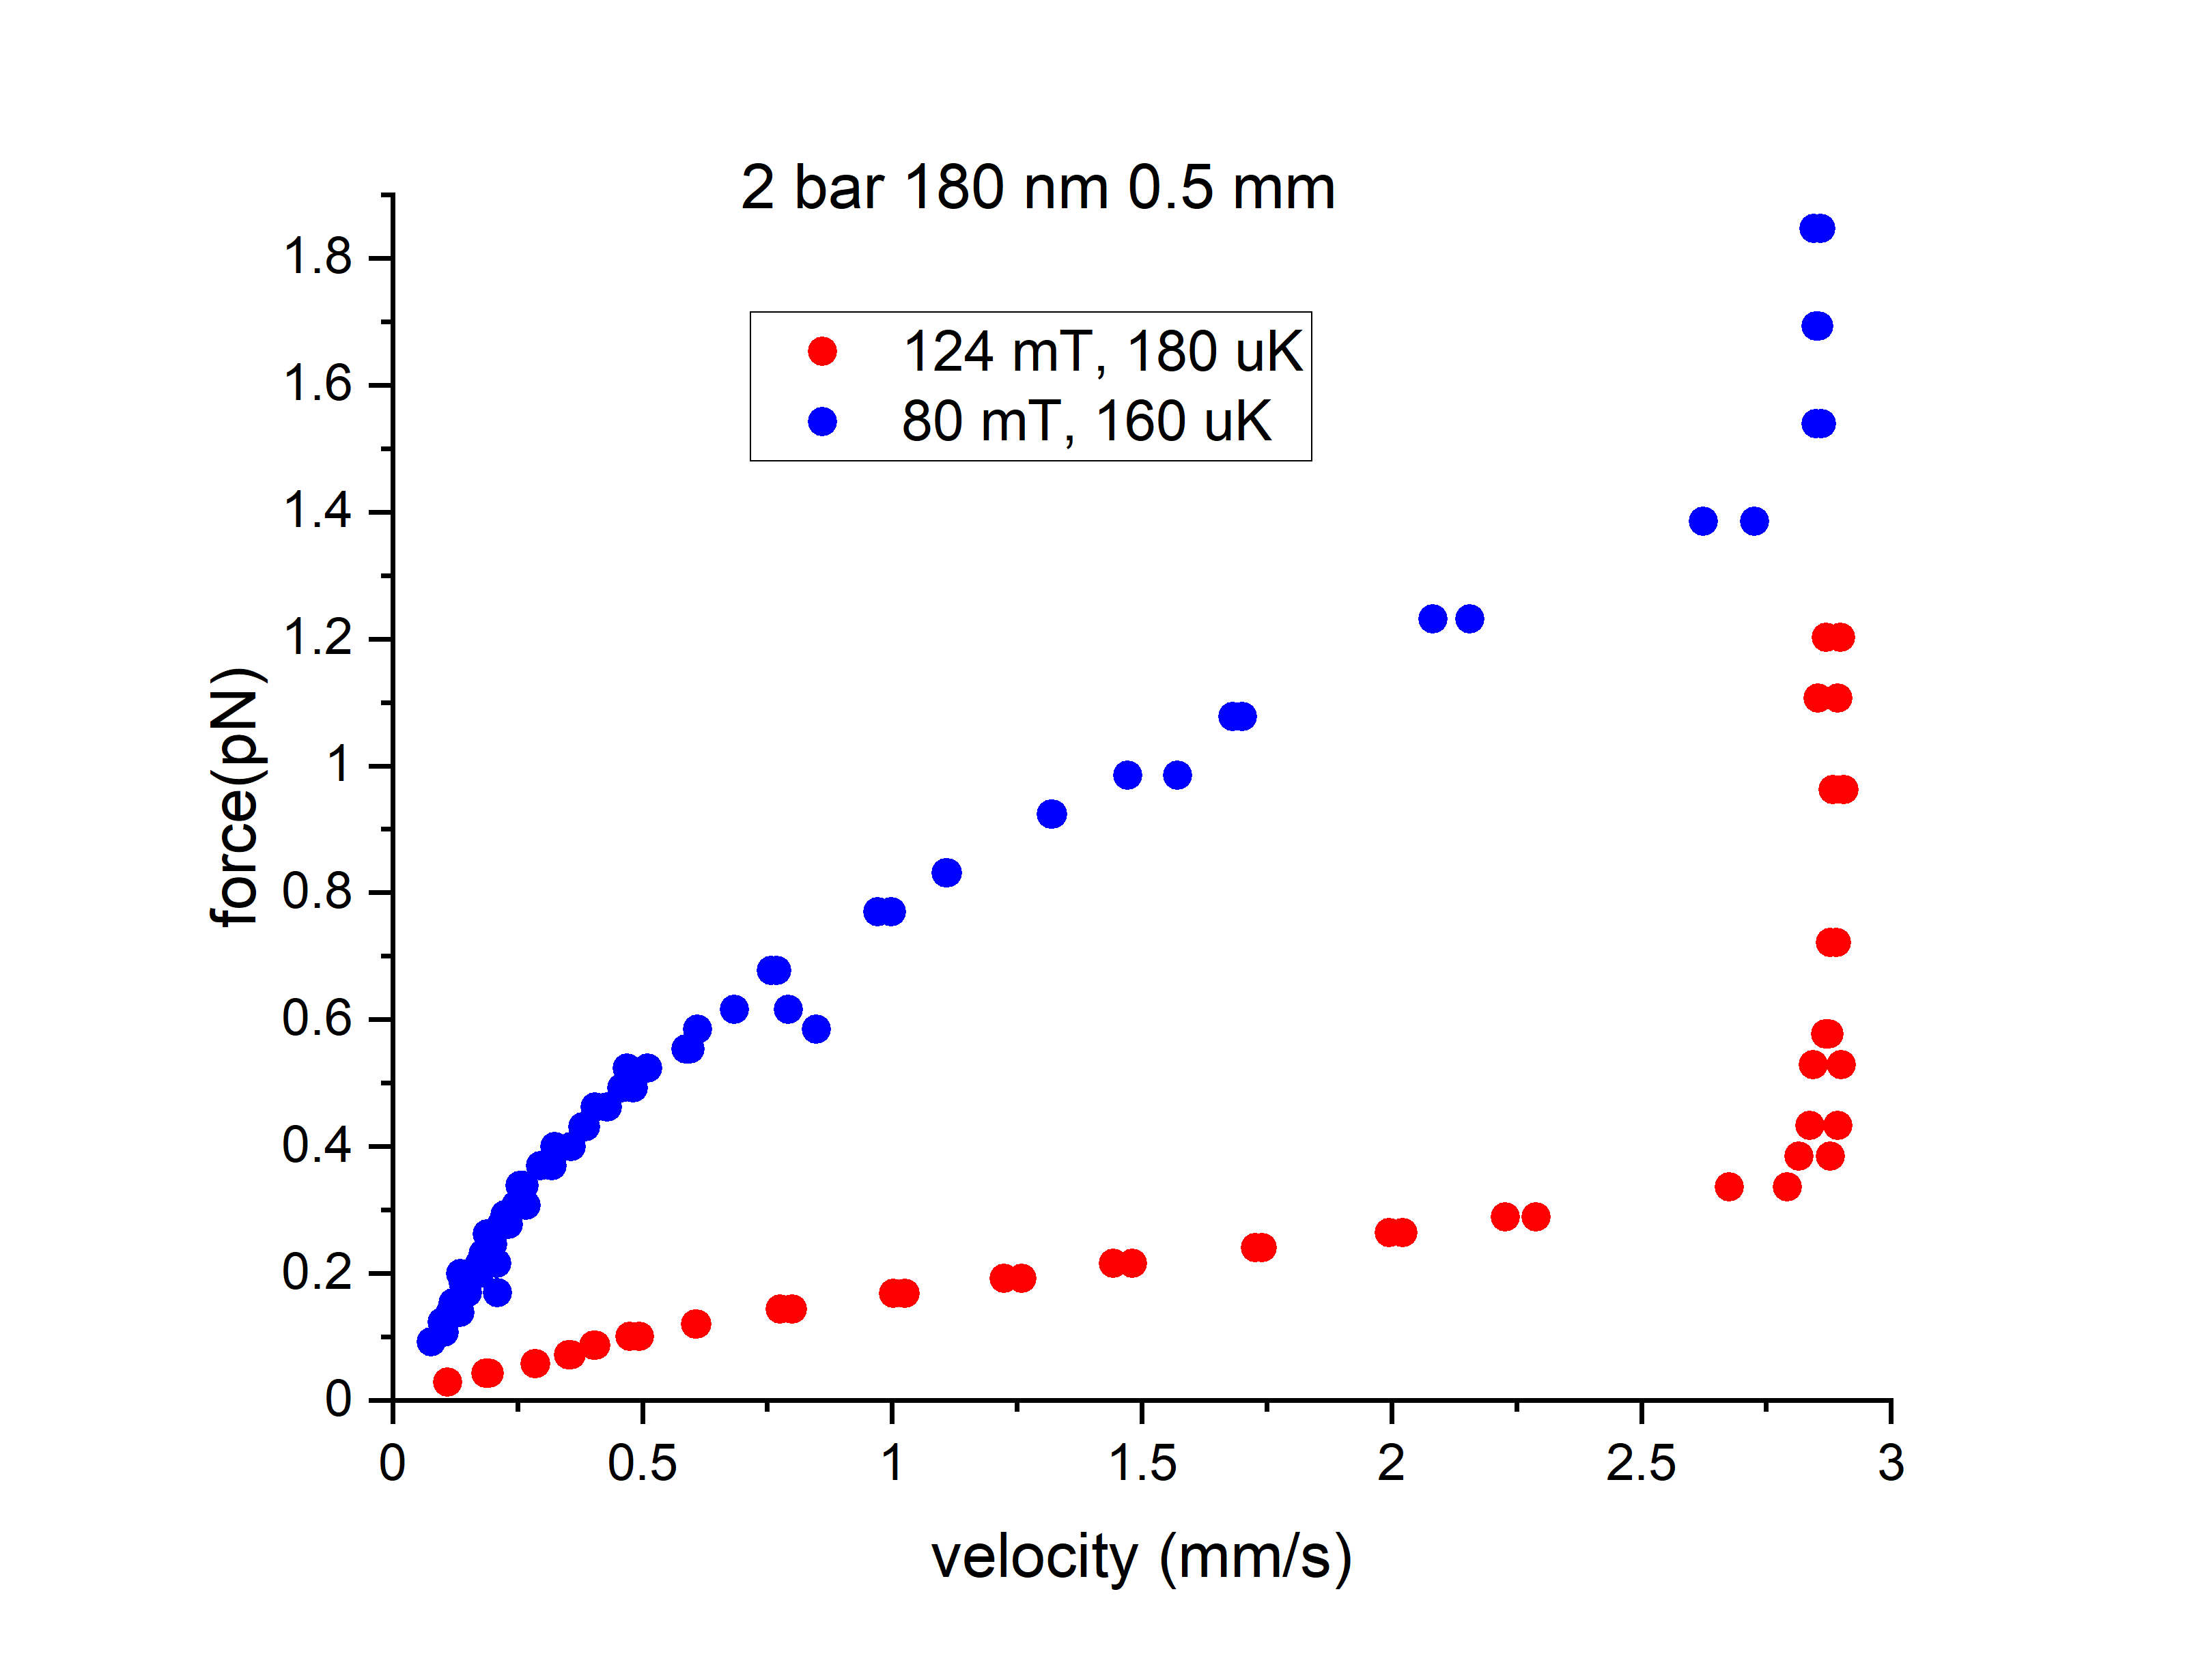 2 bar 180 nm 0.5 mm
124 mT, 180 uK
80 mT, 160 uK
force(pN)
1.8
1.6
1.4
1.2
1
0.8
0.6
0.4
0.2
0
0 0.5 1 1.5 2 2.5 3
velocity (mm/s)